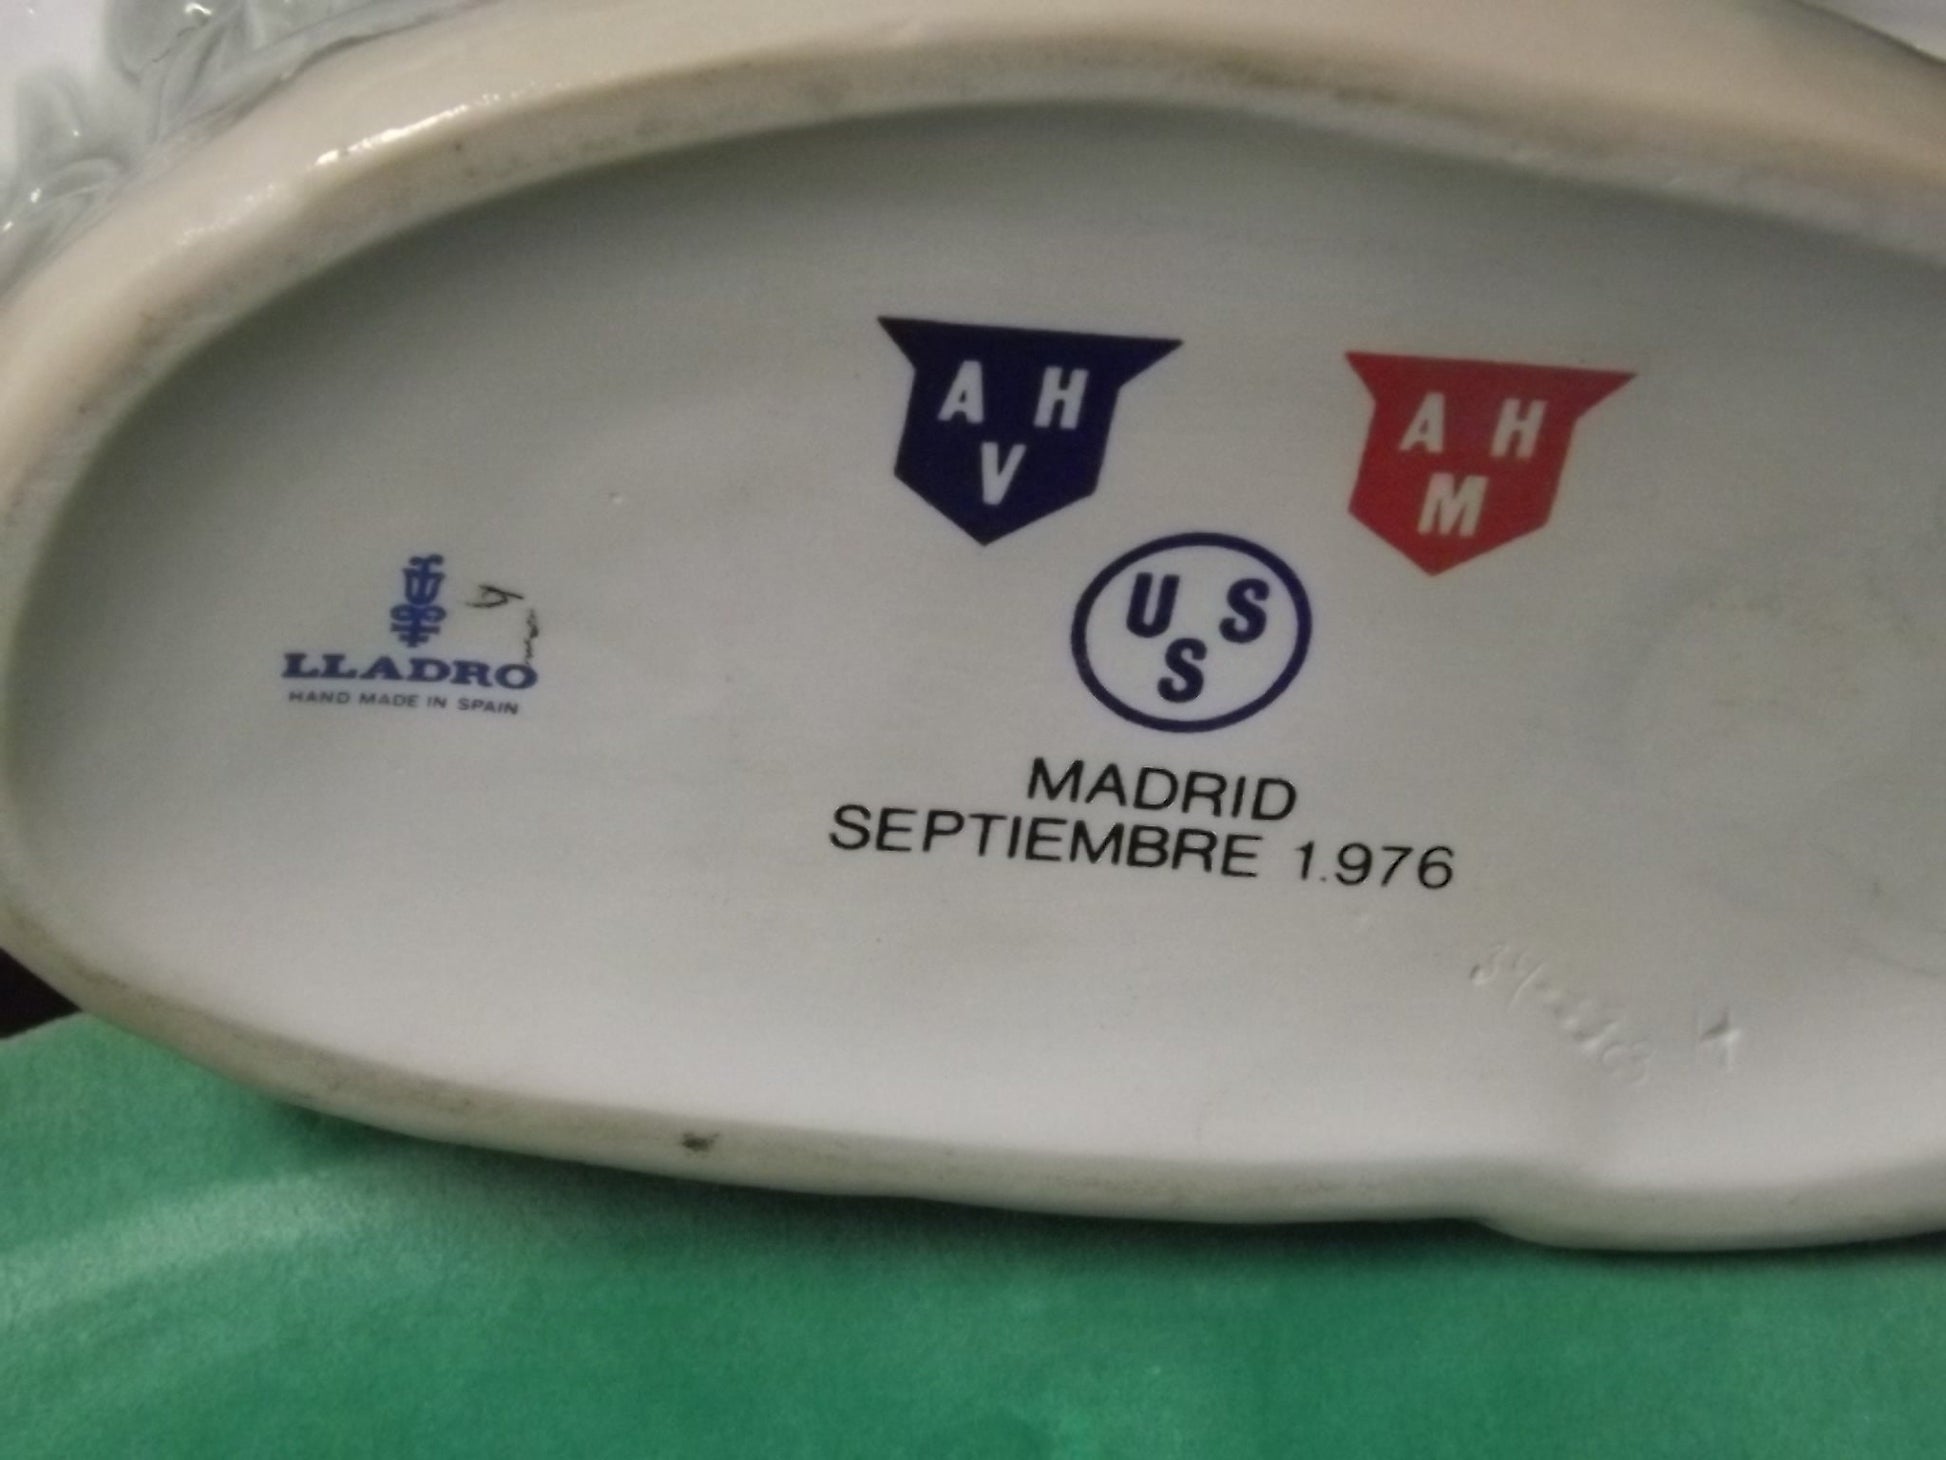 A H
V
A H
M
U S
S
LLADRO
HAND MADE IN SPAIN
MADRID
SEPTIEMBRE 1.976